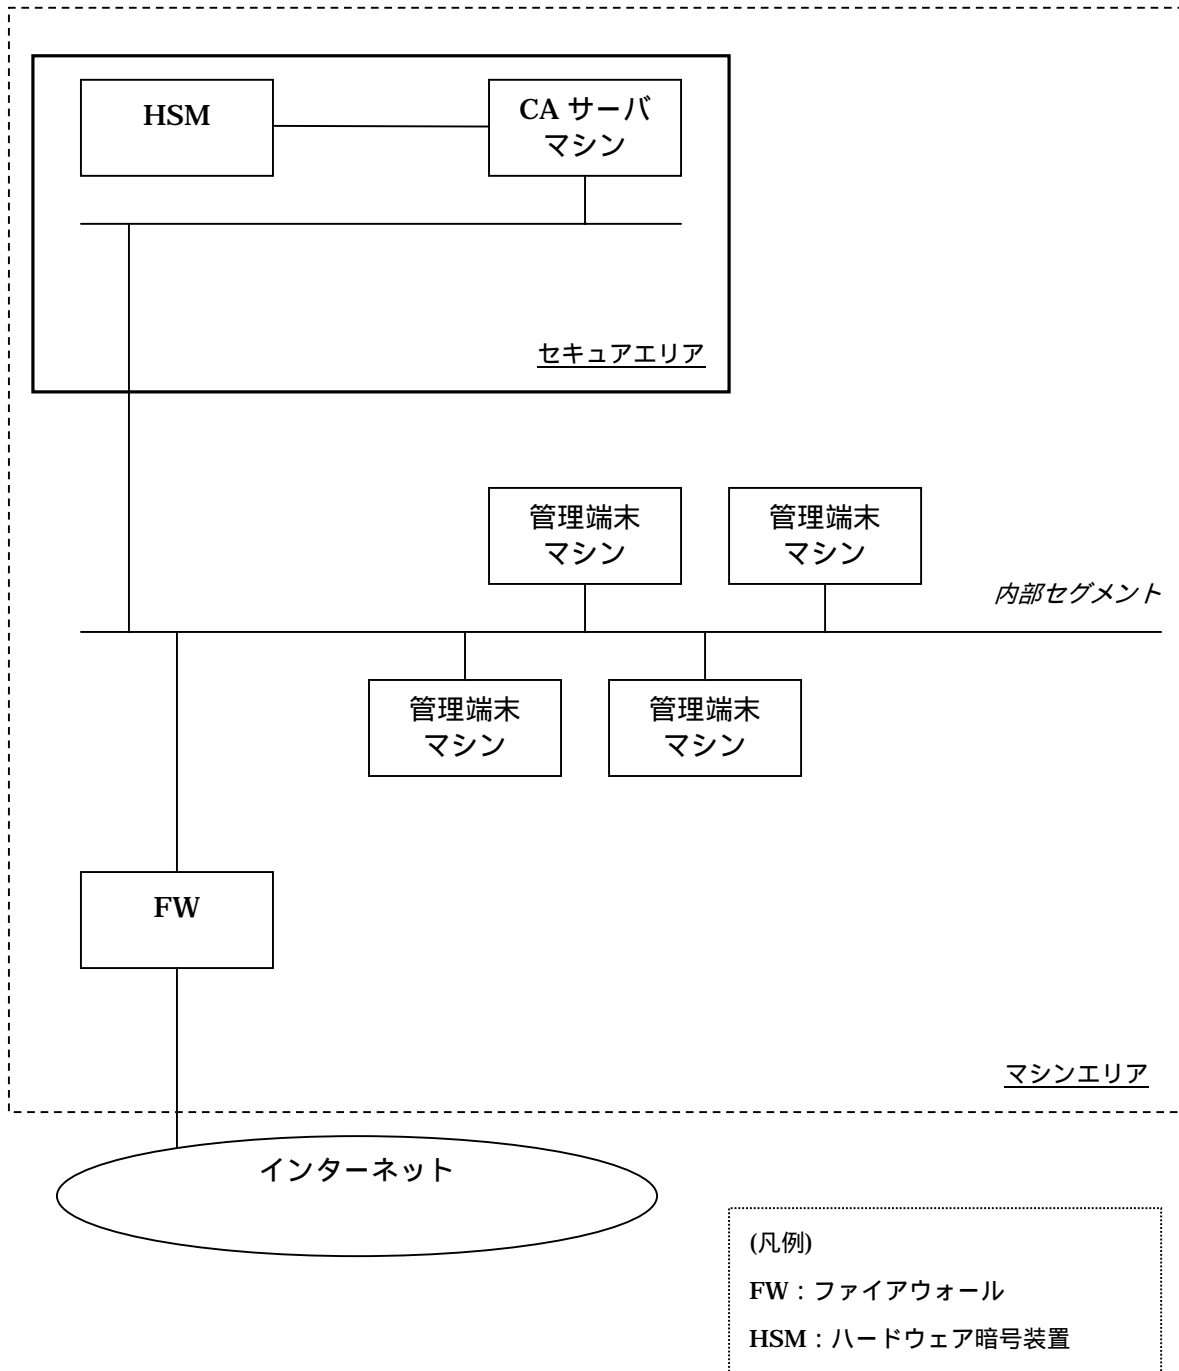 HSM
CA サーバ
マシン
セキュアエリア
管理端末
マシン
管理端末
マシン
内部セグメント
管理端末
マシン
管理端末
マシン
FW
マシンエリア
インターネット
(凡例)
FW：ファイアウォール
HSM：ハードウェア暗号装置